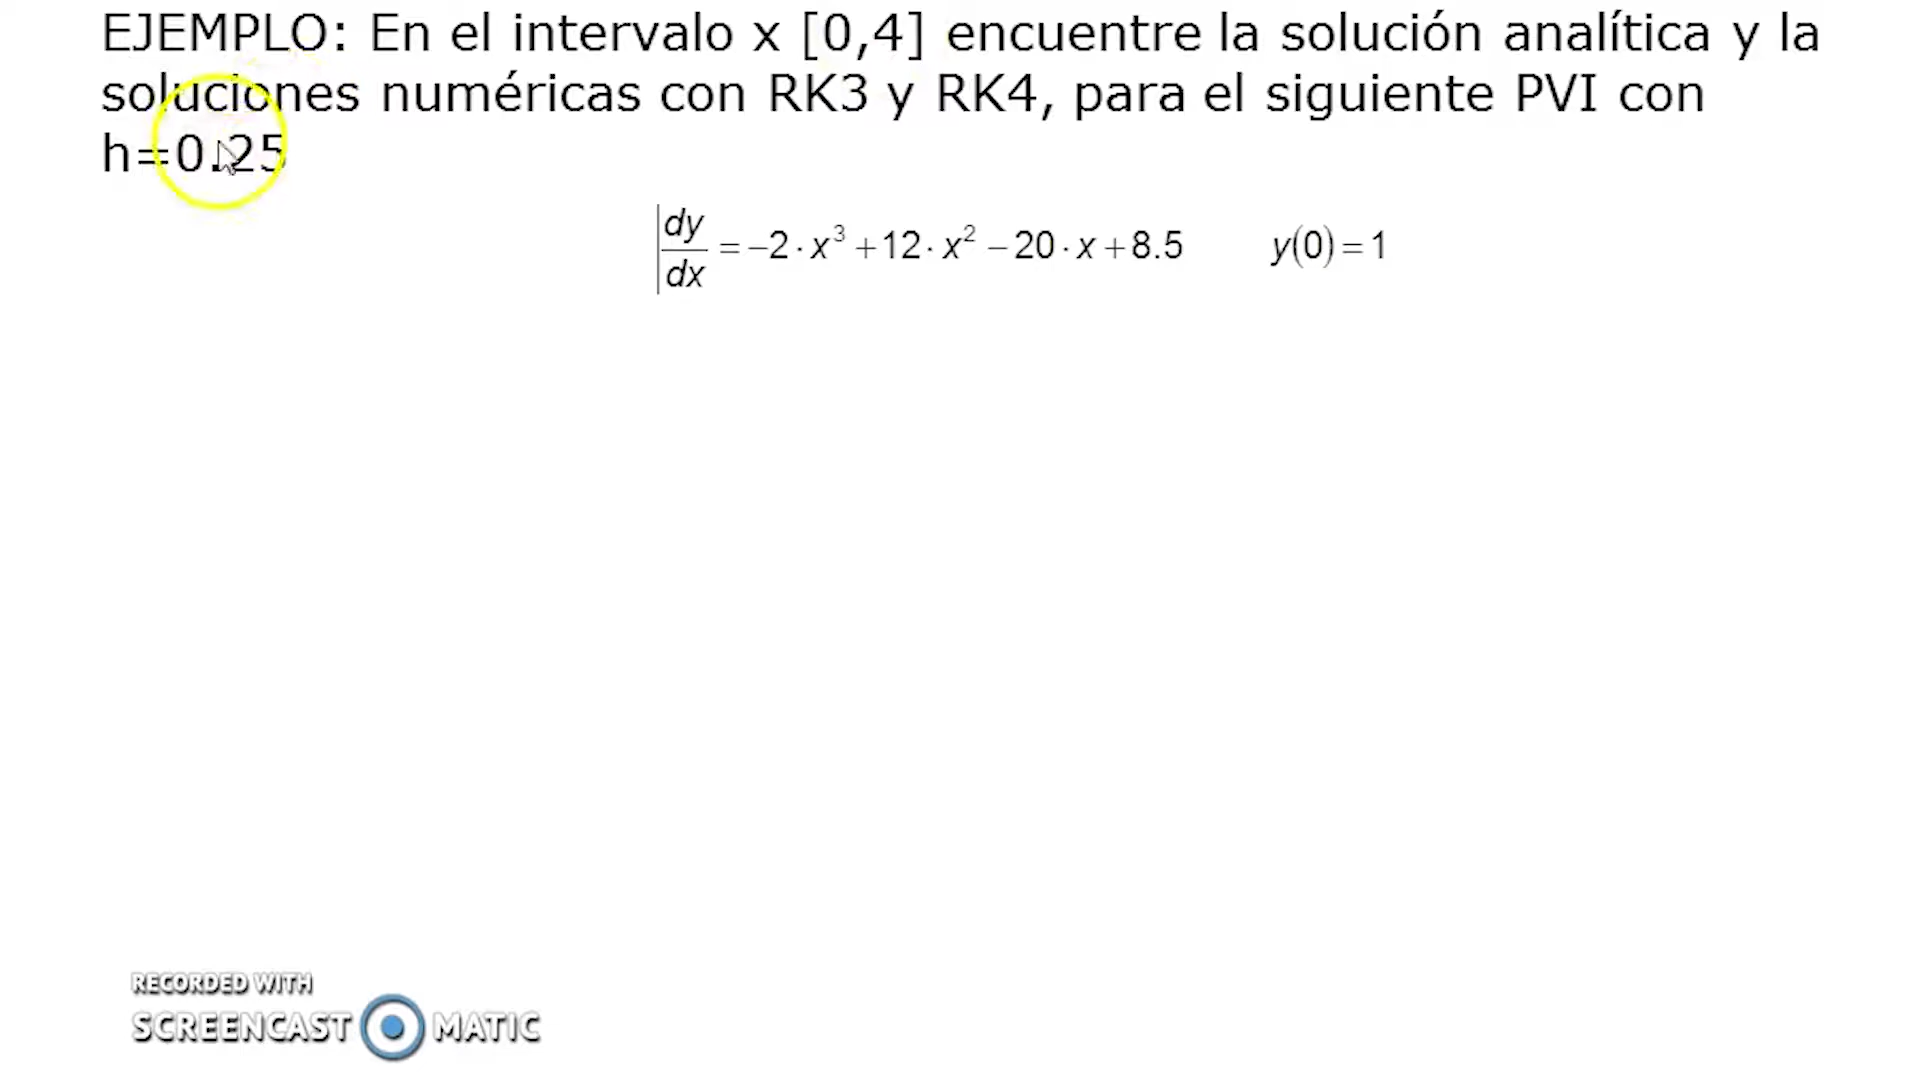 EJEMPLO: En el intervalo x [0,4] encuentre la solución analítica y la
soluciones numéricas con RK3 y RK4, para el siguiente PVI con
h=0.25
dy/dx = −2·x³ + 12·x² − 20·x + 8.5 y(0) = 1
RECORDED WITH
SCREENCAST MATIC